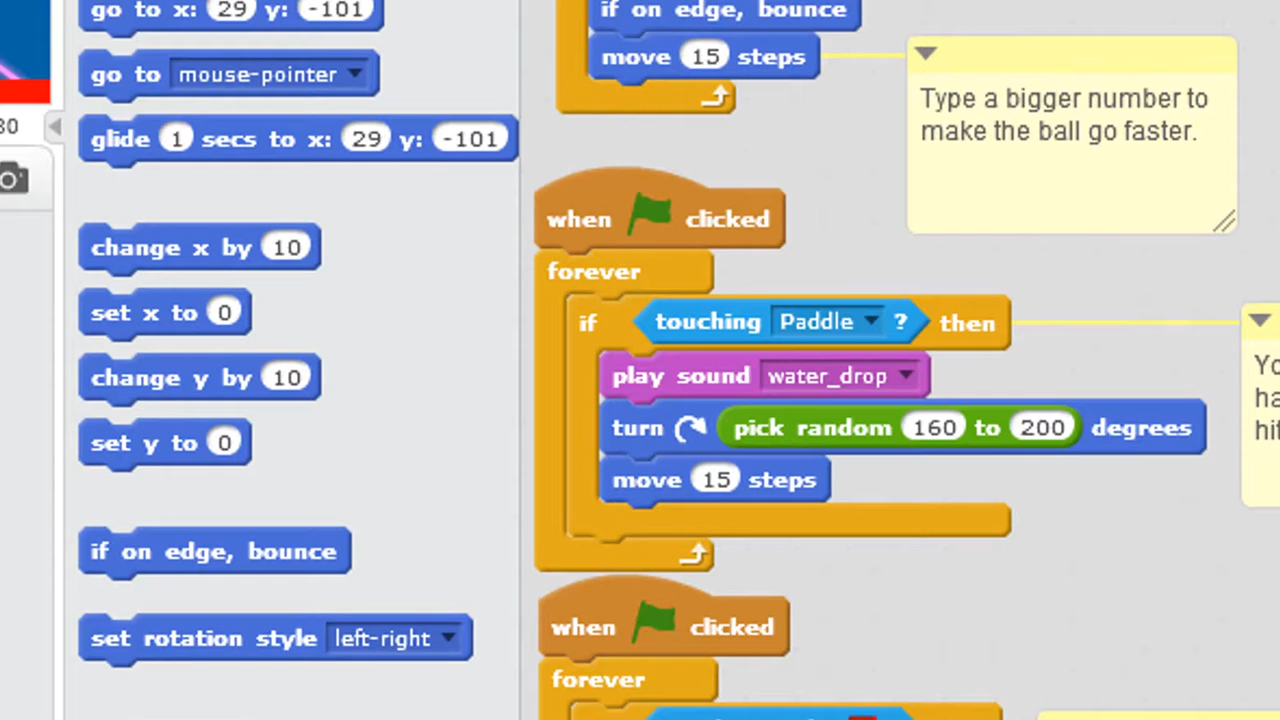 go to x: 29 y: -101
go to mouse-pointer
glide 1 secs to x: 29 y: -101
change x by 10
set x to 0
change y by 10
set y to 0
if on edge, bounce
set rotation style left-right
if on edge, bounce
move 15 steps
Type a bigger number to
make the ball go faster.
when clicked
forever
if touching Paddle ? then
play sound water_drop
turn pick random 160 to 200 degrees
move 15 steps
when clicked
forever